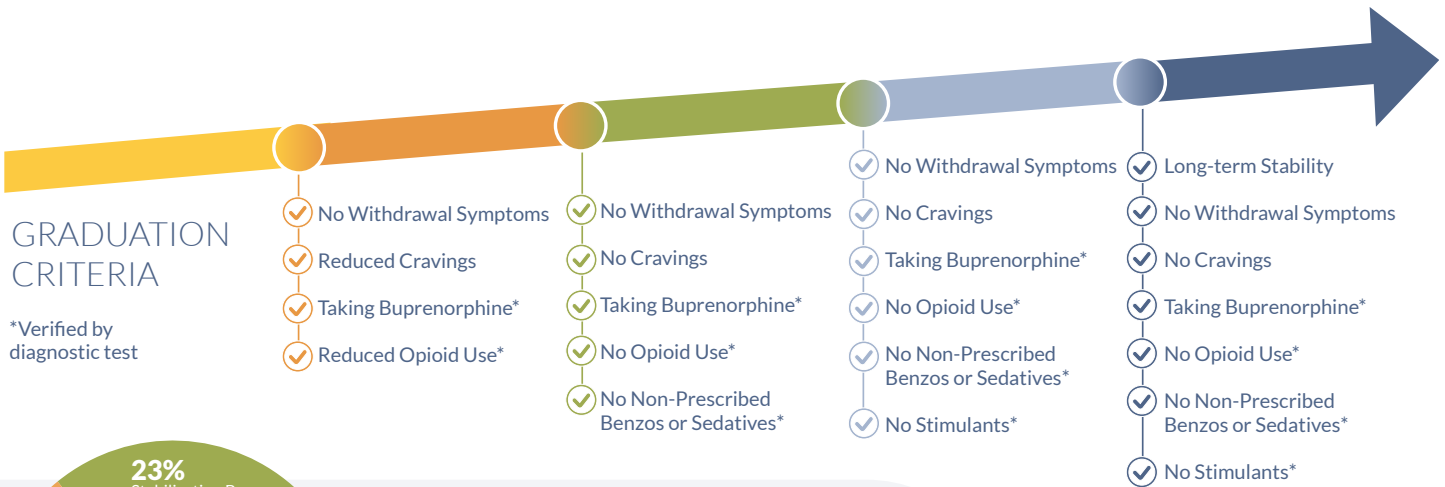 GRADUATION
CRITERIA
*Verified by
diagnostic test
No Withdrawal Symptoms
Reduced Cravings
Taking Buprenorphine*
Reduced Opioid Use*
No Withdrawal Symptoms
No Cravings
Taking Buprenorphine*
No Opioid Use*
No Non-Prescribed
Benzos or Sedatives*
No Withdrawal Symptoms
No Cravings
Taking Buprenorphine*
No Opioid Use*
No Non-Prescribed
Benzos or Sedatives*
No Stimulants*
Long-term Stability
No Withdrawal Symptoms
No Cravings
Taking Buprenorphine*
No Opioid Use*
No Non-Prescribed
Benzos or Sedatives*
No Stimulants*
23%